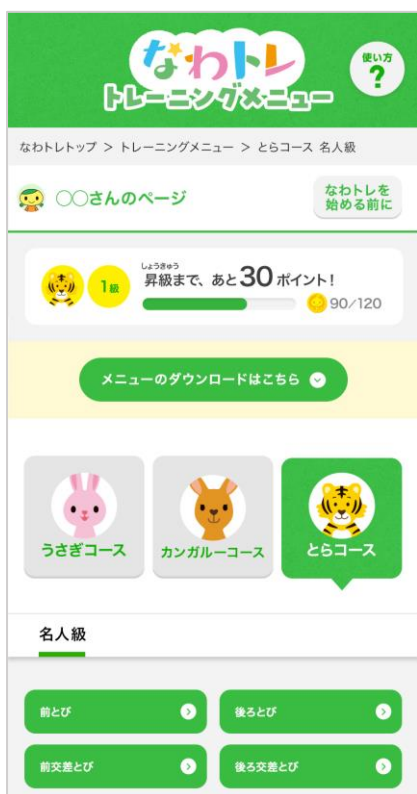 なわトレ
トレーニングメニュー
使い方
?
なわトレトップ > トレーニングメニュー > とらコース 名人級
○○さんのページ
なわトレを
始める前に
1級
しょうきゅう
昇級まで、あと30ポイント!
90/120
メニューのダウンロードはこちら
うさぎコース
カンガルーコース
とらコース
名人級
前とび
後ろとび
前交差とび
後ろ交差とび